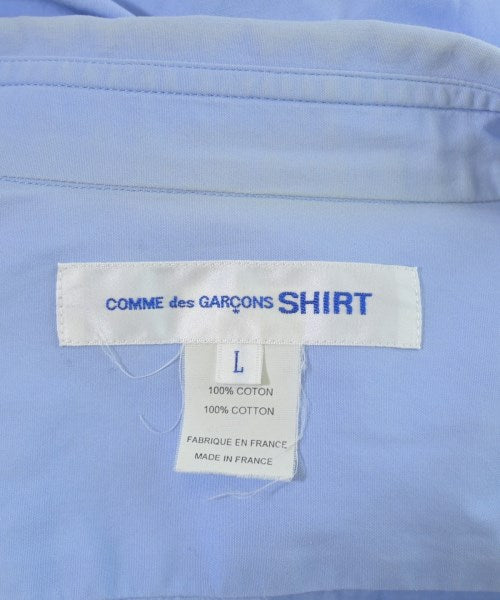 COMME des GARÇONS SHIRT
L
100% COTON
100% COTTON
FABRIQUE EN FRANCE
MADE IN FRANCE